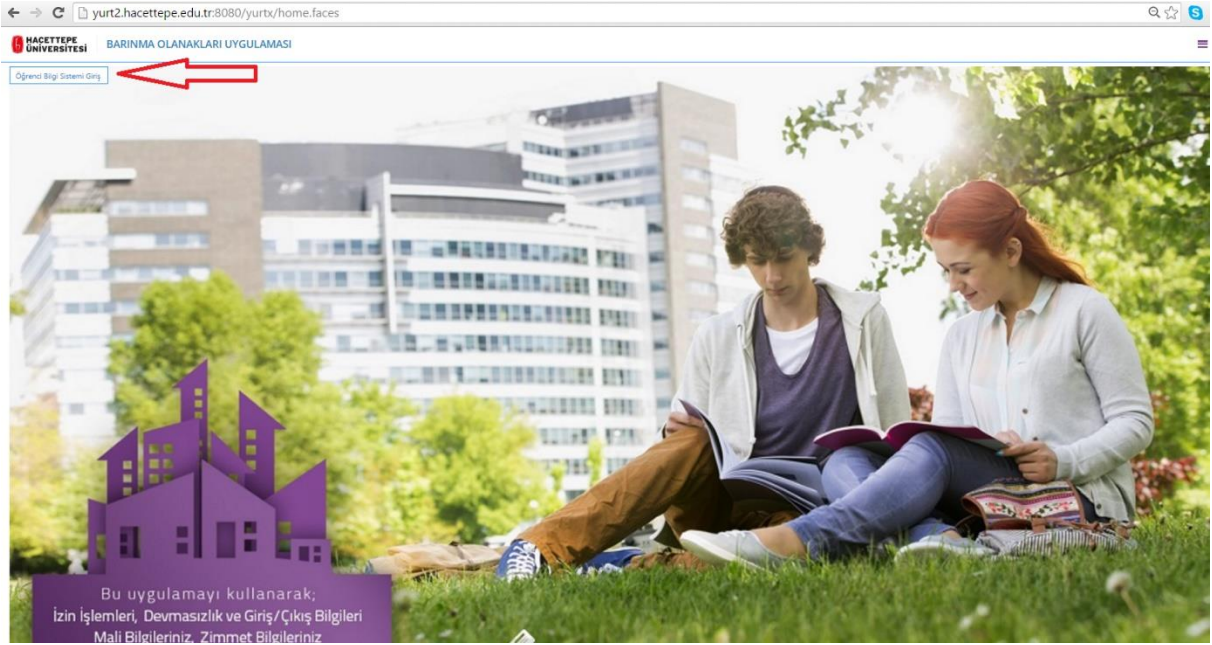 yurt2.hacettepe.edu.tr:8080/yurtx/home.faces
HACETTEPE
ÜNİVERSİTESİ
BARINMA OLANAKLARI UYGULAMASI
Öğrenci Bilgi Sistemi Giriş
Bu uygulamayı kullanarak;
İzin İşlemleri, Devmasızlık ve Giriş/Çıkış Bilgileri
Mali Bilgileriniz, Zimmet Bilgileriniz